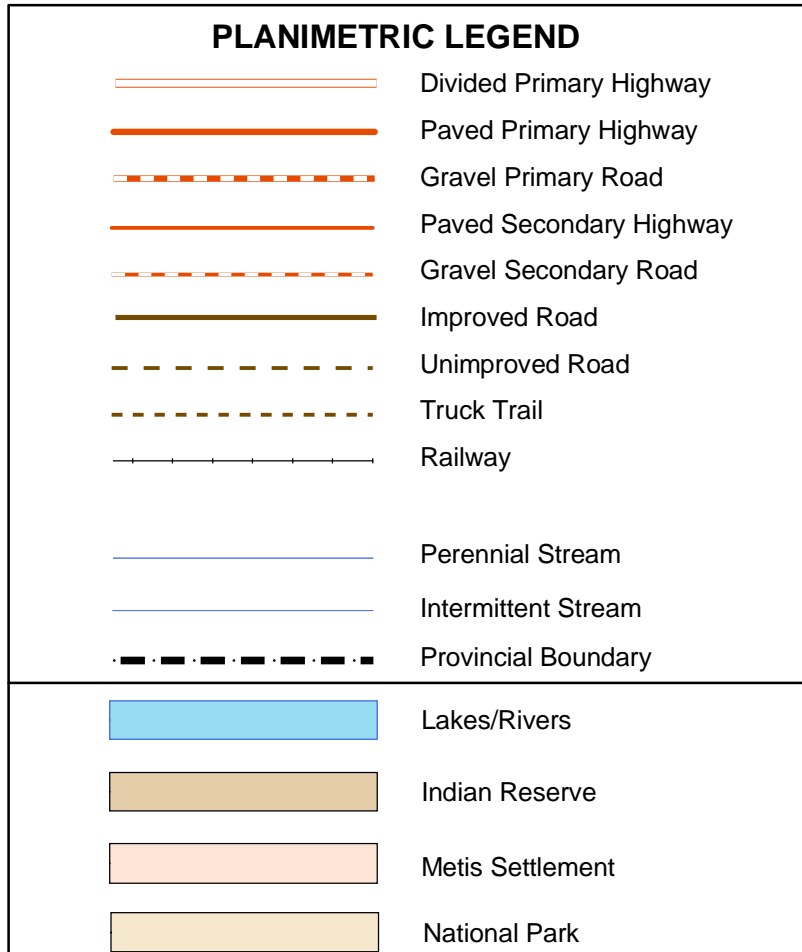 PLANIMETRIC LEGEND
Divided Primary Highway
Paved Primary Highway
Gravel Primary Road
Paved Secondary Highway
Gravel Secondary Road
Improved Road
Unimproved Road
Truck Trail
Railway
Perennial Stream
Intermittent Stream
Provincial Boundary
Lakes/Rivers
Indian Reserve
Metis Settlement
National Park